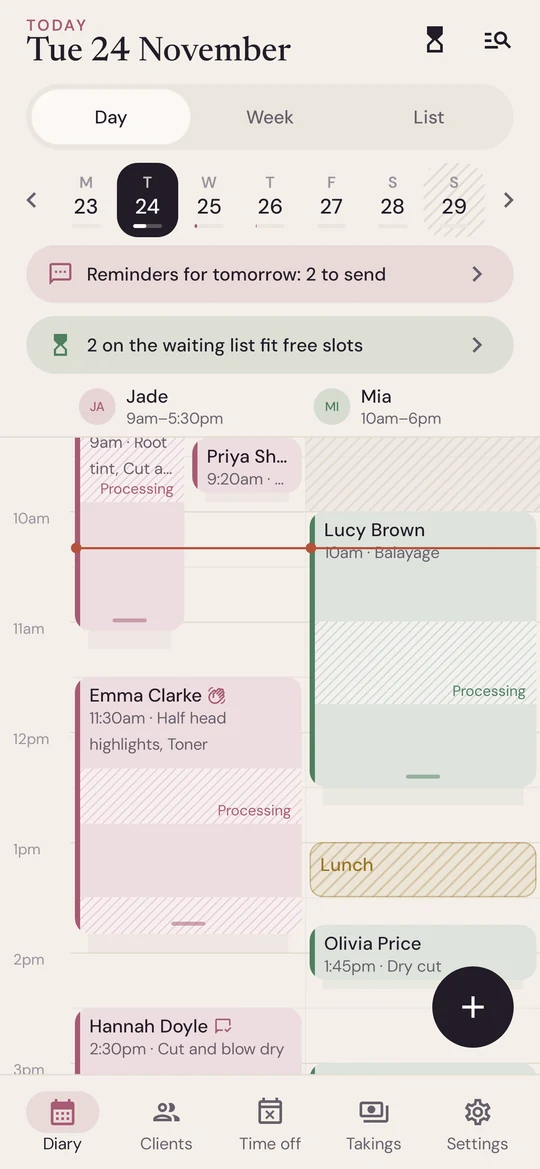 TODAY
Tue 24 November
Day
Week
List
M
T
W
T
F
S
S
23
24
25
26
27
28
29
Reminders for tomorrow: 2 to send
2 on the waiting list fit free slots
JA
Jade
9am–5:30pm
MI
Mia
10am–6pm
9am · Root
tint, Cut a...
Processing
Priya Sh...
9:20am · ...
10am
Lucy Brown
10am · Balayage
11am
Processing
Emma Clarke
11:30am · Half head
highlights, Toner
12pm
Processing
1pm
Lunch
Olivia Price
1:45pm · Dry cut
2pm
Hannah Doyle
2:30pm · Cut and blow dry
3pm
Diary
Clients
Time off
Takings
Settings